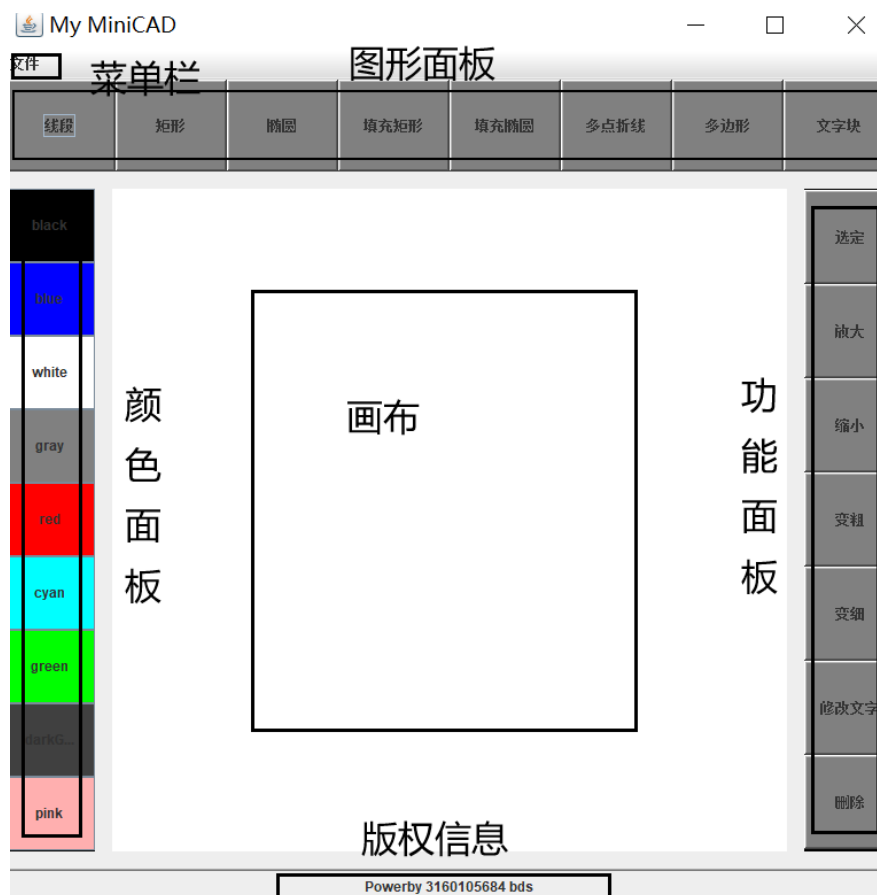 My MiniCAD
文件
菜单栏
图形面板
线段
矩形
椭圆
填充矩形
填充椭圆
多点折线
多边形
文字块
black
blue
white
gray
red
cyan
green
darkG...
pink
颜
色
面
板
画布
功
能
面
板
选定
放大
缩小
变粗
变细
修改文字
删除
版权信息
Powerby 3160105684 bds